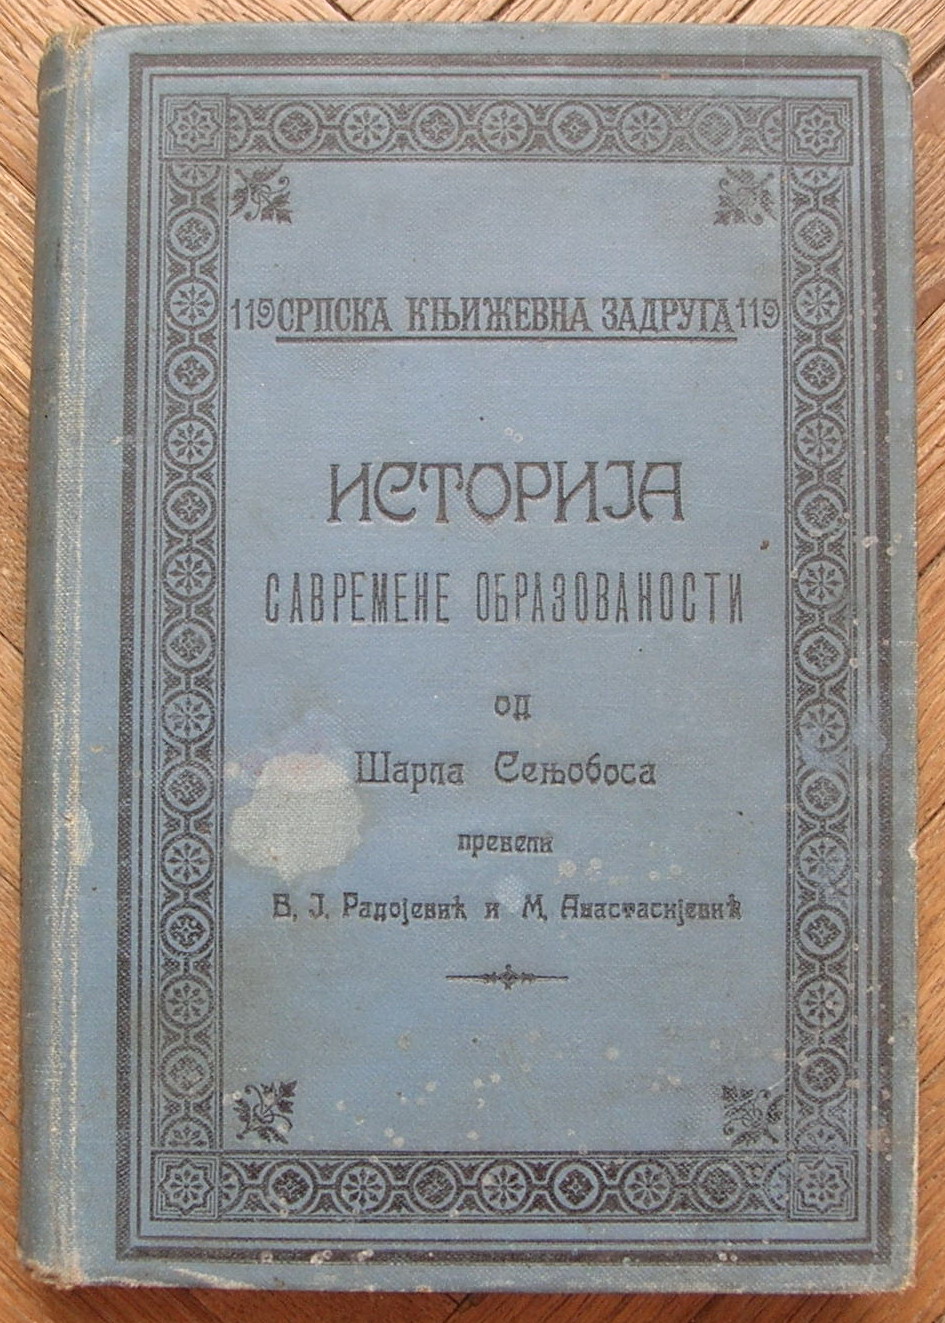 119 СРПСКА КЊИЖЕВНА ЗАДРУГА 119
ИСТОРИЈА
САВРЕМЕНЕ ОБРАЗОВАНОСТИ
од
Шарла Сењобоса
превели
В. Ј. Радојевић и М. Анастасијевић